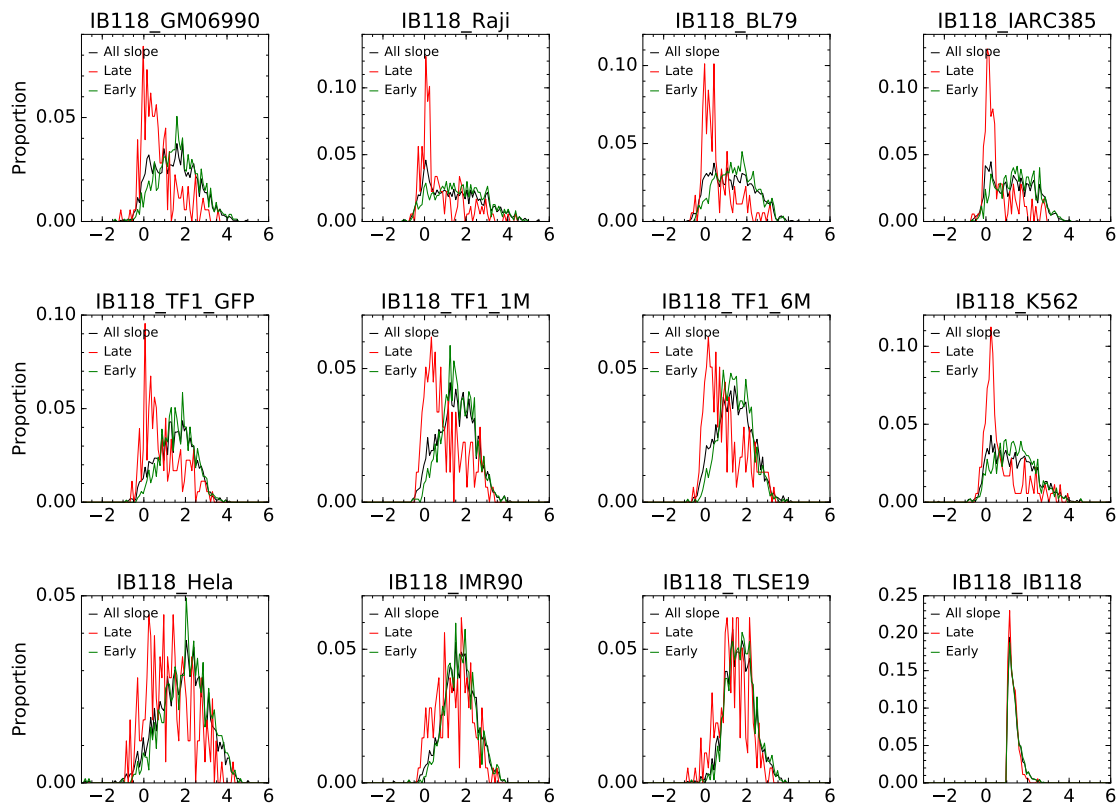 IB118_GM06990 IB118_Raji IB118_BL79 IB118_IARC385
Proportion
All slope
Late
Early
0.05
0.00
−2 0 2 4 6
All slope
Late
Early
0.10
0.05
0.00
−2 0 2 4 6
All slope
Late
Early
0.10
0.05
0.00
−2 0 2 4 6
All slope
Late
Early
0.10
0.05
0.00
−2 0 2 4 6
IB118_TF1_GFP IB118_TF1_1M IB118_TF1_6M IB118_K562
Proportion
All slope
Late
Early
0.10
0.05
0.00
−2 0 2 4 6
All slope
Late
Early
0.05
0.00
−2 0 2 4 6
All slope
Late
Early
0.05
0.00
−2 0 2 4 6
All slope
Late
Early
0.10
0.05
0.00
−2 0 2 4 6
IB118_Hela IB118_IMR90 IB118_TLSE19 IB118_IB118
Proportion
All slope
Late
Early
0.05
0.00
−2 0 2 4 6
All slope
Late
Early
0.05
0.00
−2 0 2 4 6
All slope
Late
Early
0.05
0.00
−2 0 2 4 6
All slope
Late
Early
0.25
0.20
0.15
0.10
0.05
0.00
−2 0 2 4 6